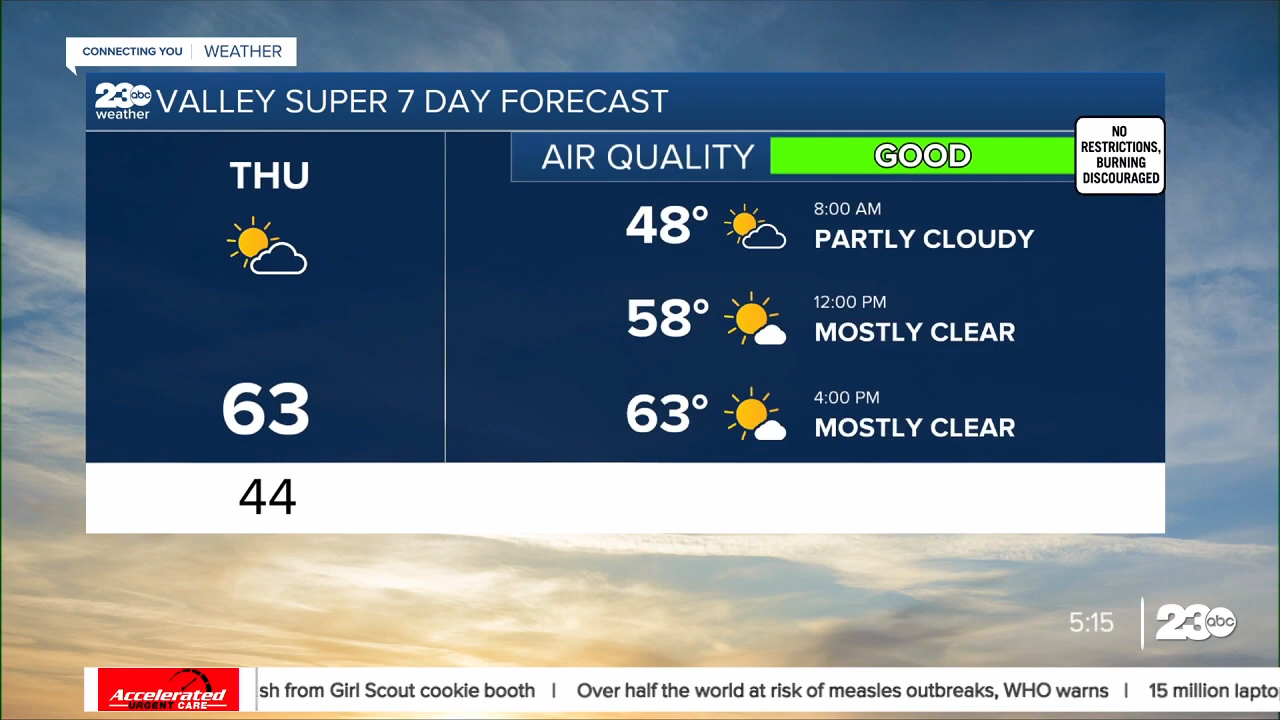 CONNECTING YOU | WEATHER
23 abc
weather
VALLEY SUPER 7 DAY FORECAST
NO
RESTRICTIONS,
BURNING
DISCOURAGED
AIR QUALITY GOOD
THU
63
44
48° 8:00 AM
PARTLY CLOUDY
58° 12:00 PM
MOSTLY CLEAR
63° 4:00 PM
MOSTLY CLEAR
5:15 23 abc
Accelerated
URGENT CARE
sh from Girl Scout cookie booth | Over half the world at risk of measles outbreaks, WHO warns | 15 million lapto